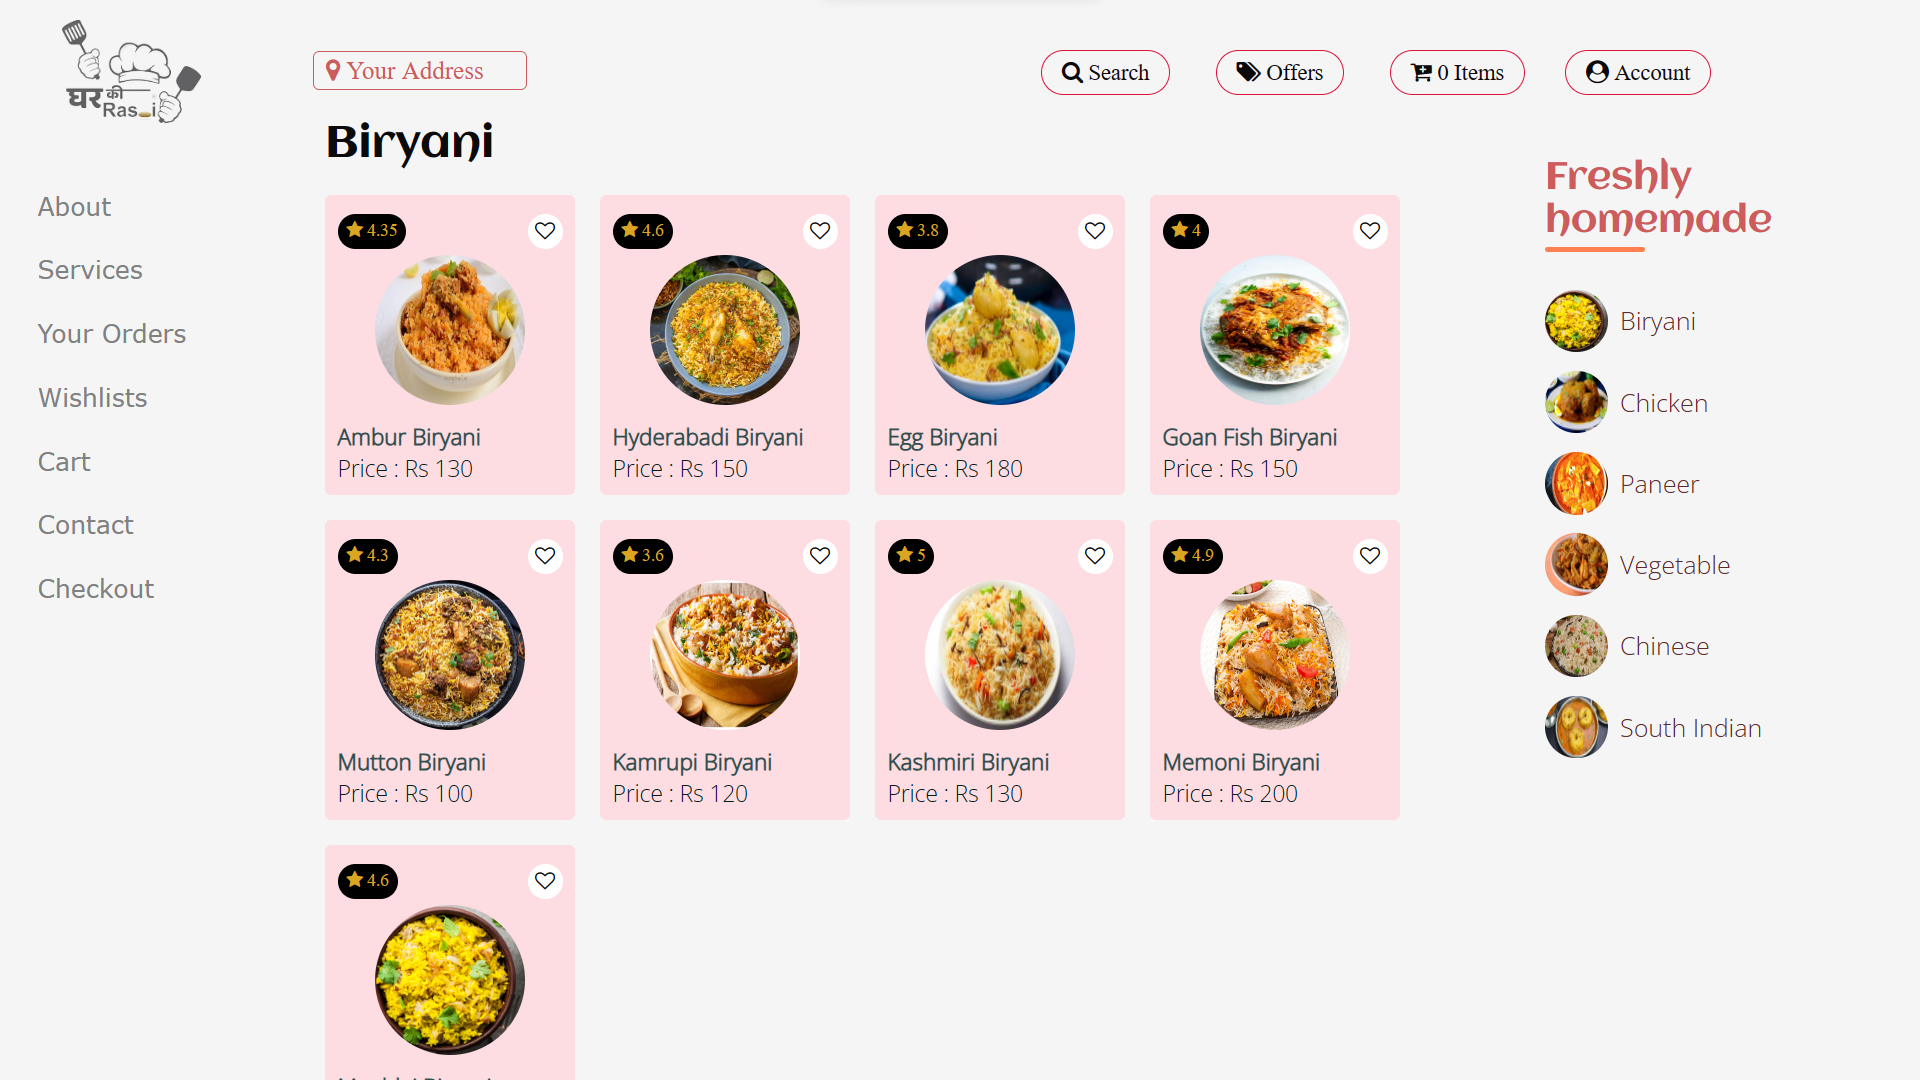 घर की
Your Address
Search
Offers
0 Items
Account
About
Services
Your Orders
Wishlists
Cart
Contact
Checkout
Biryani
4.35
Ambur Biryani
Price : Rs 130
4.6
Hyderabadi Biryani
Price : Rs 150
3.8
Egg Biryani
Price : Rs 180
4
Goan Fish Biryani
Price : Rs 150
4.3
Mutton Biryani
Price : Rs 100
3.6
Kamrupi Biryani
Price : Rs 120
5
Kashmiri Biryani
Price : Rs 130
4.9
Memoni Biryani
Price : Rs 200
4.6
Freshly
homemade
Biryani
Chicken
Paneer
Vegetable
Chinese
South Indian